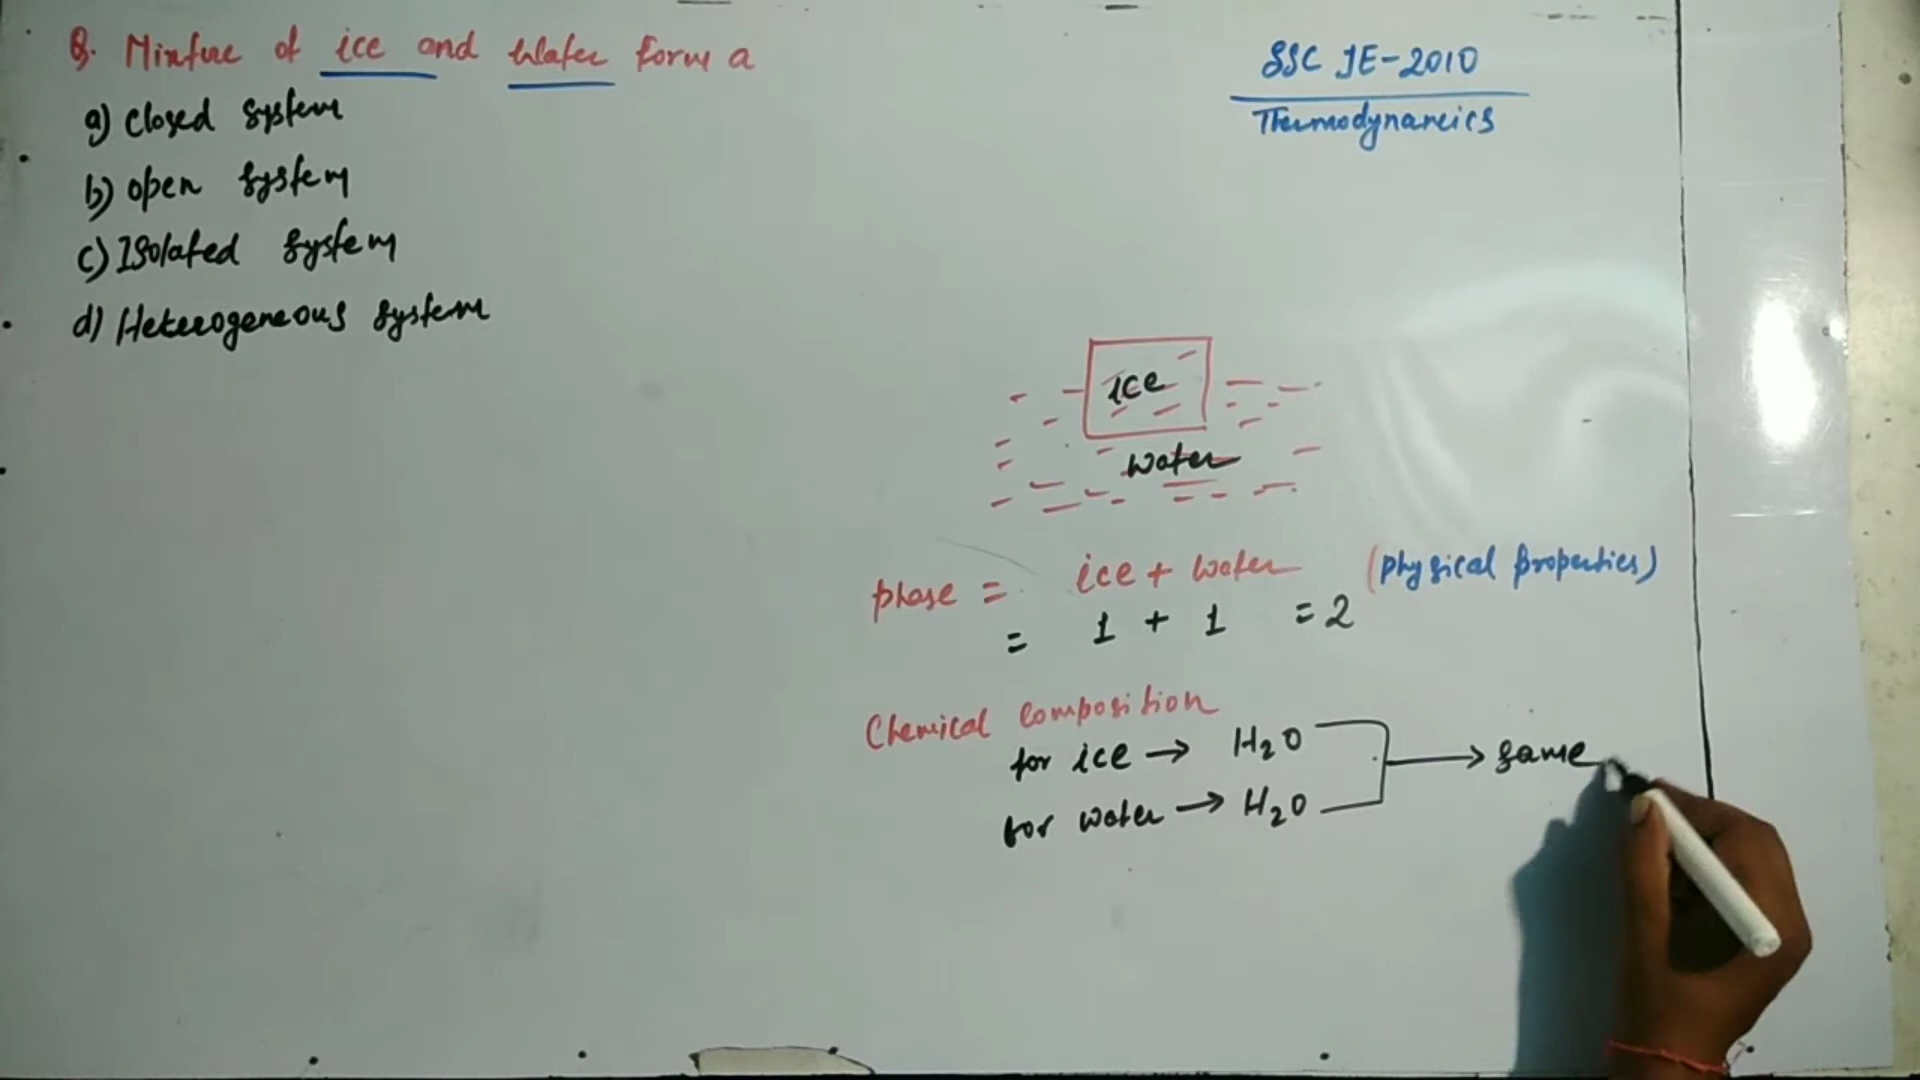 Q. Mixture of ice and water form a
a) Closed system
b) open system
c) Isolated system
d) Heterogeneous system
SSC JE-2010
Thermodynamics
ice
water
phase = ice + water (physical properties)
= 1 + 1 = 2
Chemical composition
for ice → H2O
for water → H2O
→ same